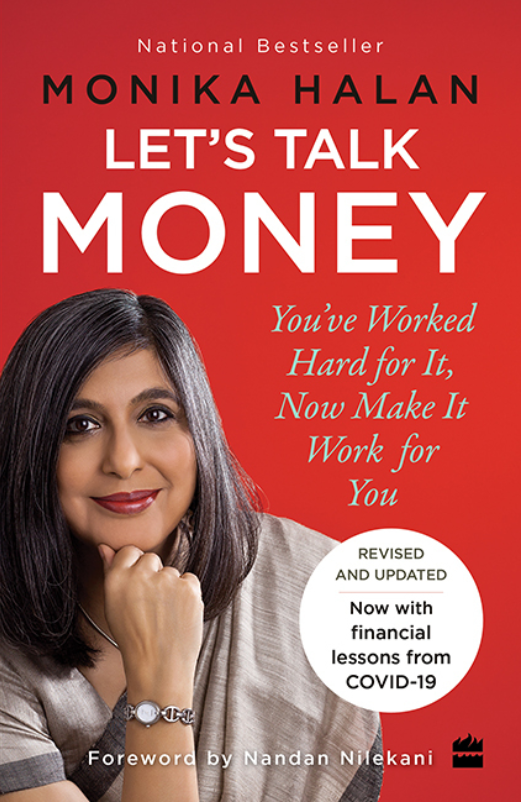 National Bestseller
MONIKA HALAN
LET'S TALK
MONEY
You've Worked
Hard for It,
Now Make It
Work for
You
REVISED
AND UPDATED
Now with
financial
lessons from
COVID-19
Foreword by Nandan Nilekani